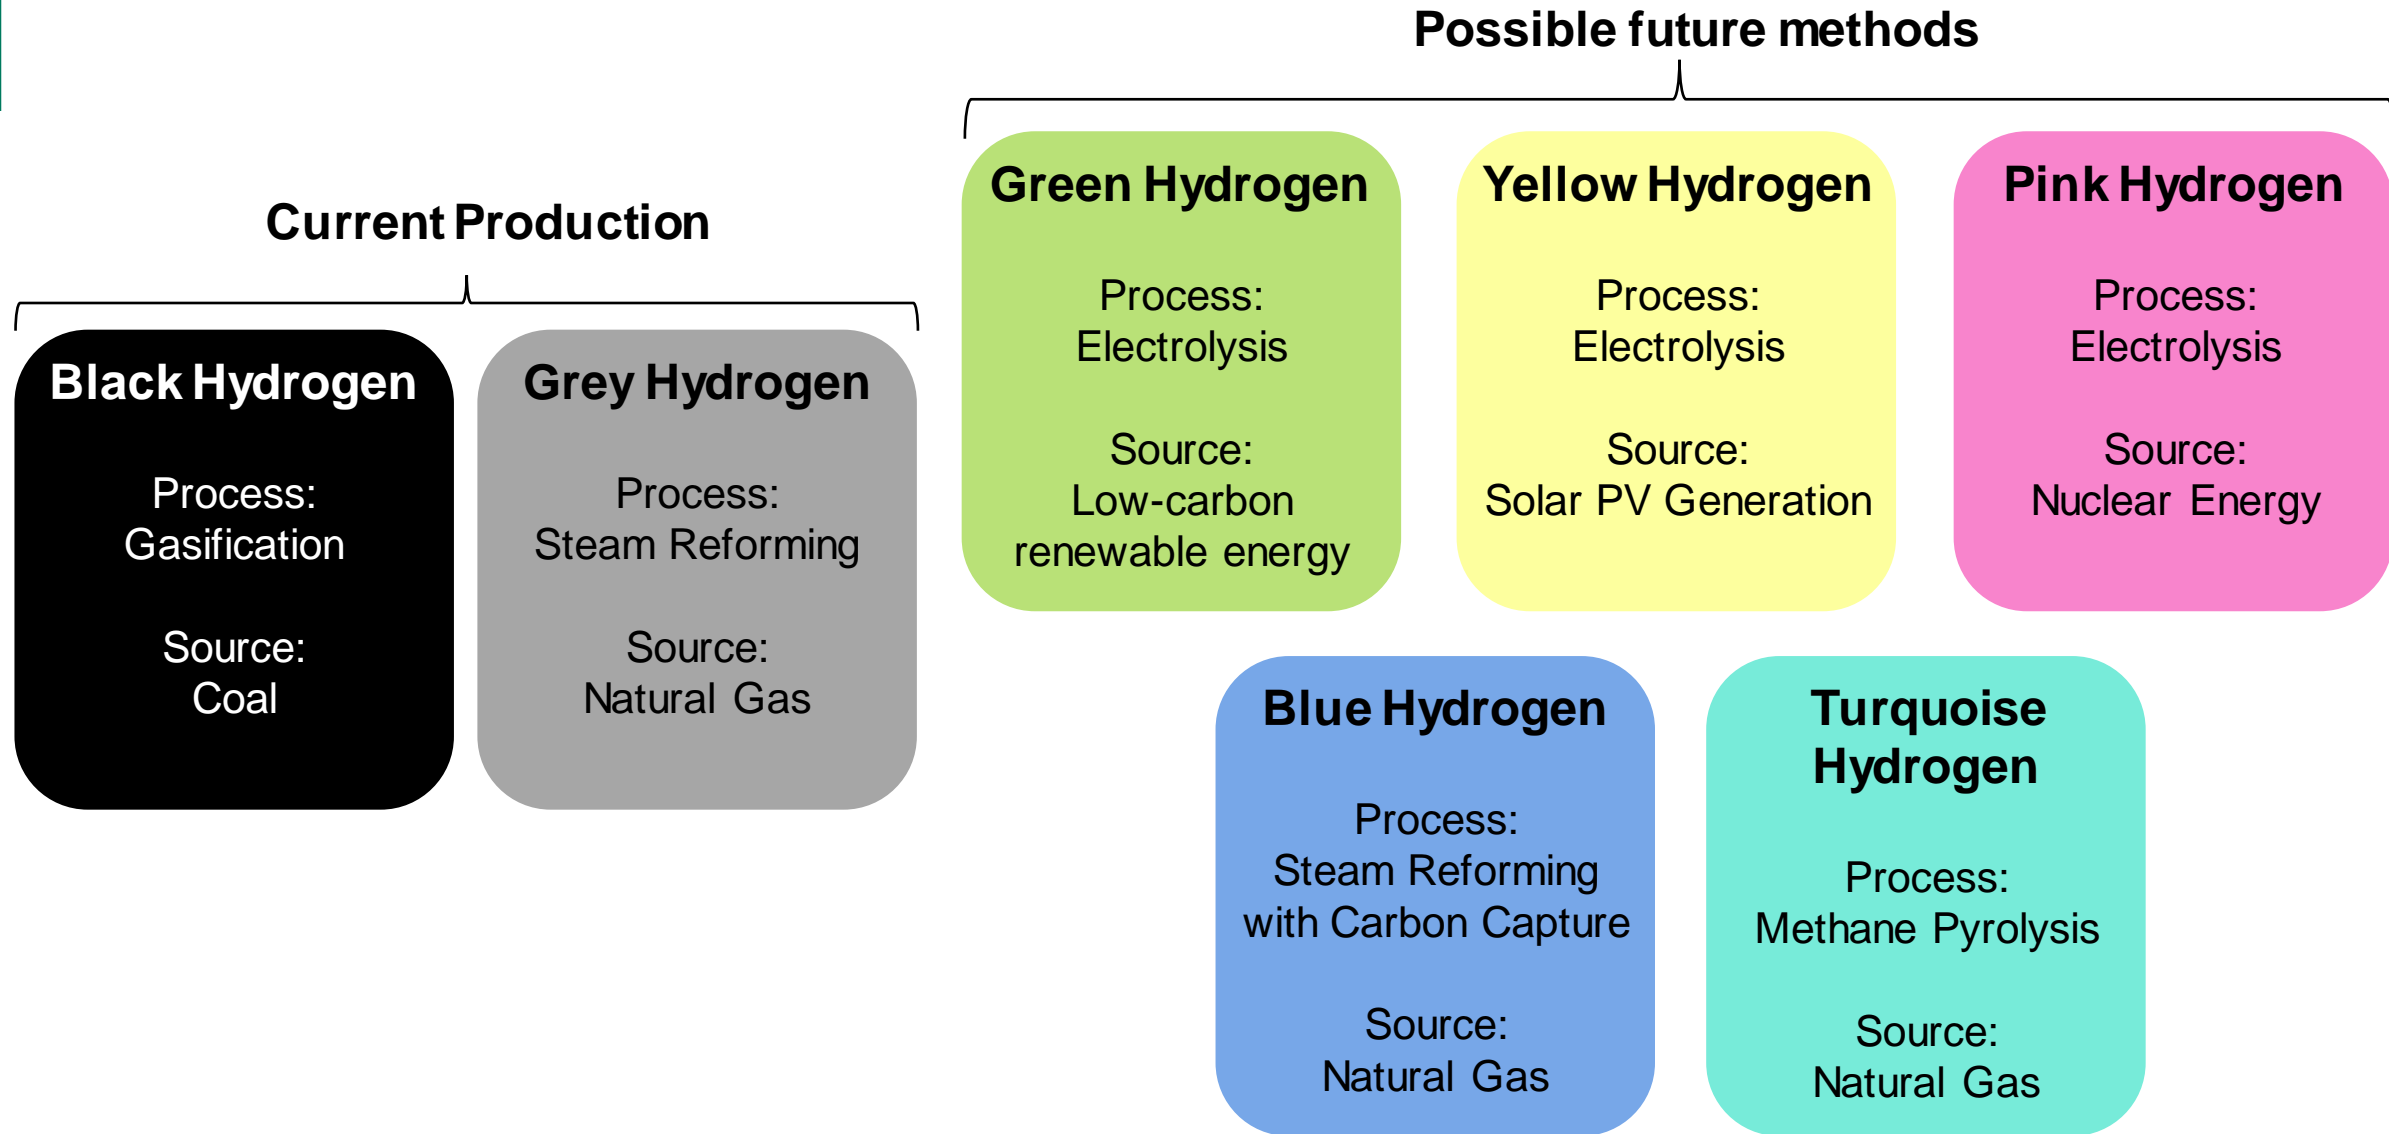 Possible future methods
Current Production
Black Hydrogen
Process:
Gasification
Source:
Coal
Grey Hydrogen
Process:
Steam Reforming
Source:
Natural Gas
Green Hydrogen
Process:
Electrolysis
Source:
Low-carbon
renewable energy
Yellow Hydrogen
Process:
Electrolysis
Source:
Solar PV Generation
Pink Hydrogen
Process:
Electrolysis
Source:
Nuclear Energy
Blue Hydrogen
Process:
Steam Reforming
with Carbon Capture
Source:
Natural Gas
Turquoise
Hydrogen
Process:
Methane Pyrolysis
Source:
Natural Gas